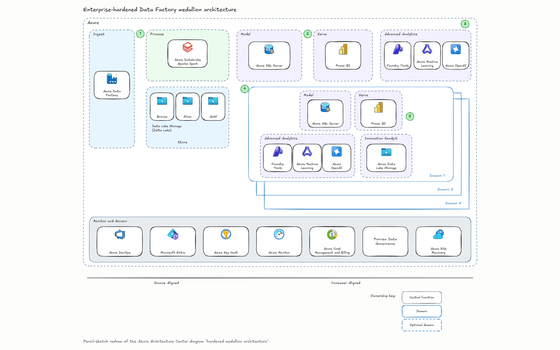 Enterprise-hardened Data Factory medallion architecture
Azure
Ingest
1
Process
Model
2
Serve
3
Advanced Analytics
Azure Databricks
Apache Spark
Azure SQL Server
Power BI
Foundry Tools
Azure Machine
Learning
Azure OpenAI
Azure Data
Factory
Bronze
Silver
Gold
Data Lake Storage
(Delta Lake)
Store
4
Model
Serve
Azure SQL Server
Power BI
5
Advanced Analytics
Innovation Sandbox
Foundry
Tools
Azure Machine
Learning
Azure
OpenAI
Azure Data
Lake Storage
Domain 1
Domain 2
Domain
Monitor and Govern
Azure DevOps
Microsoft Entra
Azure Key Vault
Azure Monitor
Azure Cost
Management and Billing
Purview Data
Governance
Azure Site
Recovery
Source Aligned
Consumer Aligned
Ownership key:
Central Function
Domain
Optional domain
Pencil-sketch redraw of the Azure Architecture Center diagram "hardened medallion architecture"